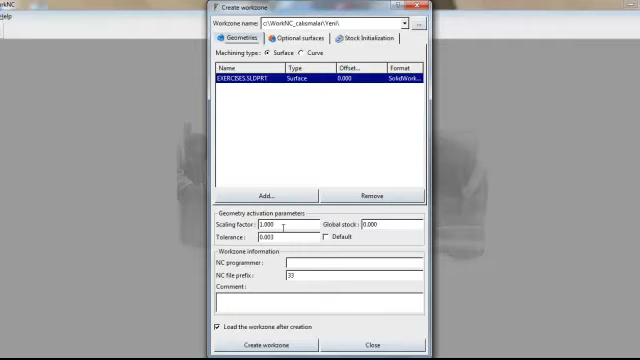 orkNC
Help
Create workzone
Workzone name: c:\WorkNC_calısmalar\Yeni\ ...
Geometries Optional surfaces Stock Initialization
Machining type: Surface Curve
Name Type Offset... Format
EXERCISES.SLDPRT Surface 0.000 SolidWork...
Add... Remove
Geometry activation parameters
Scaling factor: 1.000 Global stock: 0.000
Tolerance: 0.003 Default
Workzone information
NC programmer:
NC file prefix: 33
Comment:
Load the workzone after creation
Create workzone Close